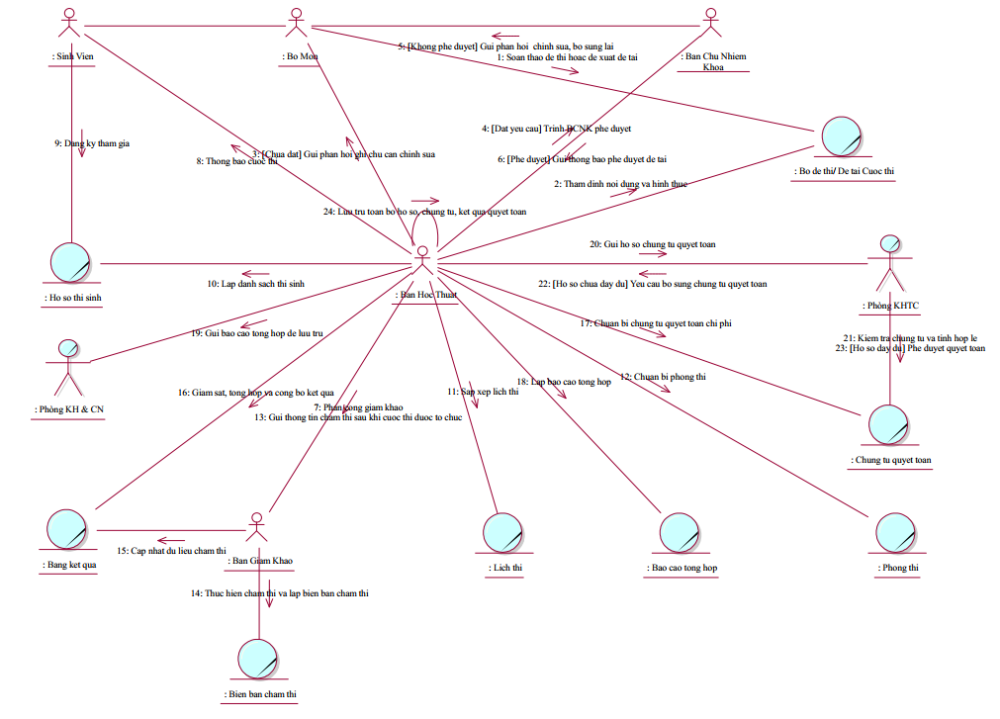 : Sinh Vien
: Bo Mon
: Ban Chu Nhiem
Khoa
5: [Khong phe duyet] Gui phan hoi  chinh sua, bo sung lai
1: Soan thao de thi hoac de xuat de tai
4: [Dat yeu cau] Trinh BCNK phe duyet
9: Dang ky tham gia
3: [Chua dat] Gui phan hoi ghi chu can chinh sua
8: Thong bao cuoc thi
6: [Phe duyet] Gui thong bao phe duyet de tai
: Bo de thi/ De tai Cuoc thi
2: Tham dinh noi dung va hinh thuc
24: Luu tru toan bo ho so, chung tu, ket qua quyet toan
20: Gui ho so chung tu quyet toan
10: Lap danh sach thi sinh
22: [Ho so chua day du] Yeu cau bo sung chung tu quyet toan
: Ho so thi sinh
: Ban Hoc Thuat
: Phòng KHTC
17: Chuan bi chung tu quyet toan chi phi
19: Gui bao cao tong hop de luu tru
21: Kiem tra chung tu va tinh hop le
23: [Ho so day du] Phe duyet quyet toan
12: Chuan bi phong thi
18: Lap bao cao tong hop
16: Giam sat, tong hop va cong bo ket qua
11: Sap xep lich thi
: Phòng KH & CN
7: Phan cong giam khao
13: Gui thong tin cham thi sau khi cuoc thi duoc to chuc
: Chung tu quyet toan
15: Cap nhat du lieu cham thi
: Bang ket qua
: Ban Giam Khao
: Lich thi
: Bao cao tong hop
: Phong thi
14: Thuc hien cham thi va lap bien ban cham thi
: Bien ban cham thi